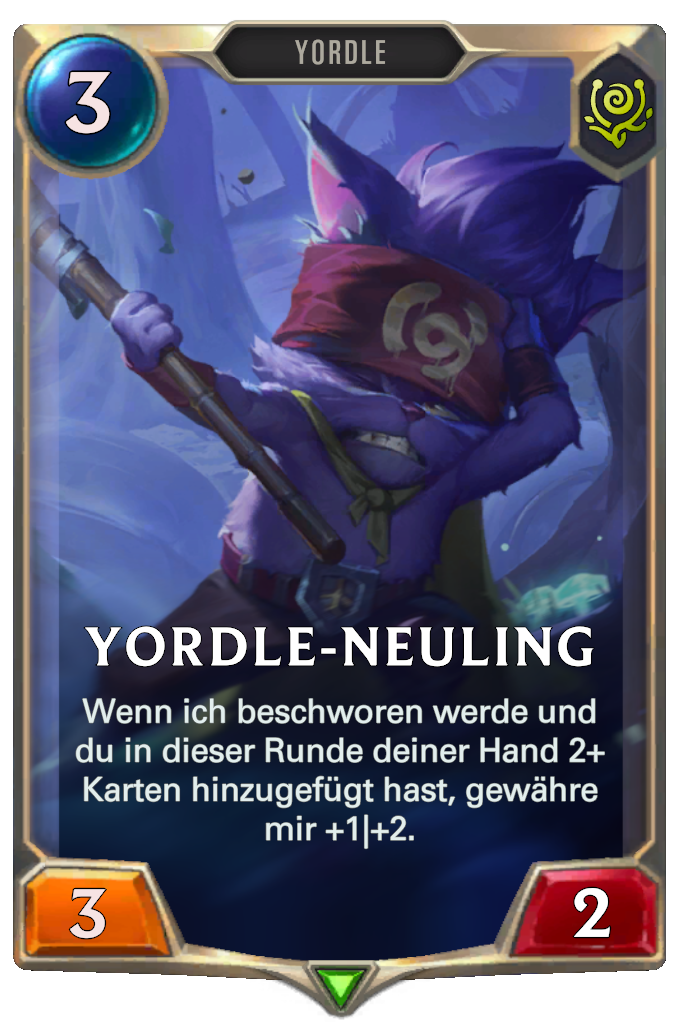 YORDLE
3
YORDLE-NEULING
Wenn ich beschworen werde und
du in dieser Runde deiner Hand 2+
Karten hinzugefügt hast, gewähre
mir +1|+2.
3
2